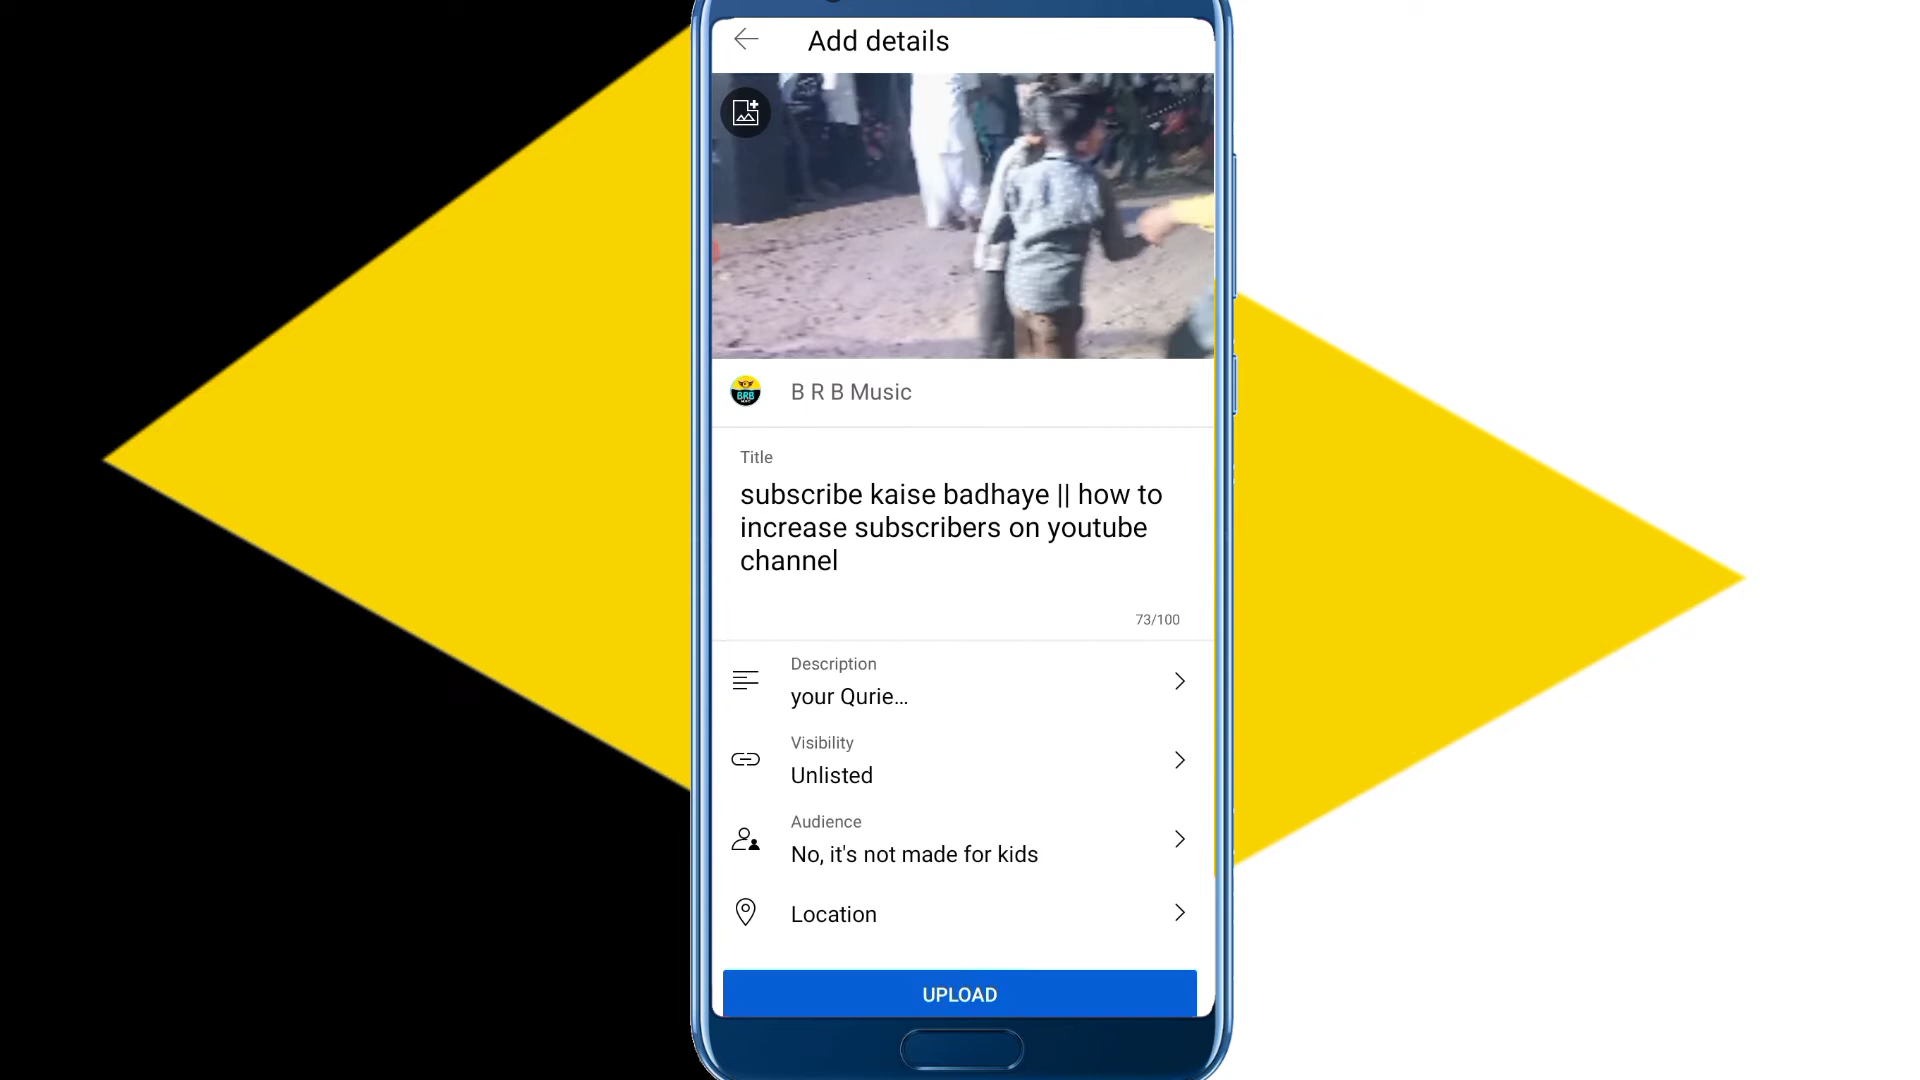 Add details
BRB
B R B Music
Title
subscribe kaise badhaye || how to
increase subscribers on youtube
channel
73/100
Description
your Qurie...
Visibility
Unlisted
Audience
No, it's not made for kids
Location
UPLOAD